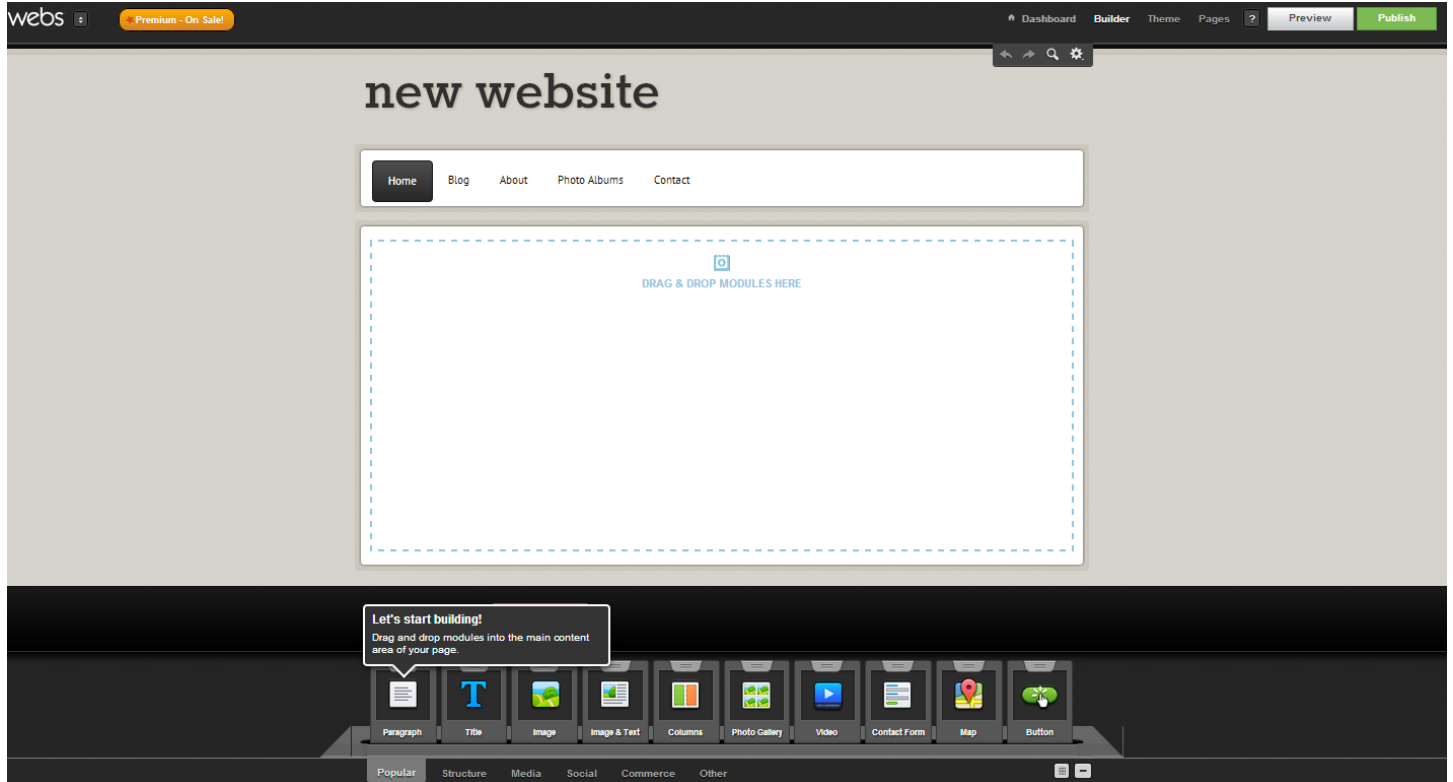 webs
Premium - On Sale!
Dashboard Builder Theme Pages ? Preview Publish
new website
Home Blog About Photo Albums Contact
DRAG & DROP MODULES HERE
Let's start building!
Drag and drop modules into the main content
area of your page.
Paragraph Title Image Image & Text Columns Photo Gallery Video Contact Form Map Button
Popular Structure Media Social Commerce Other